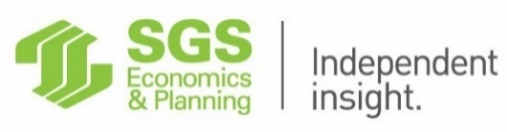 SGS
Economics
& Planning
Independent
insight.